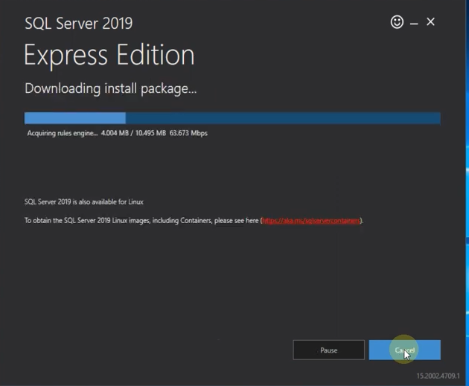 SQL Server 2019
Express Edition
Downloading install package...
Acquiring rules engine... 4.004 MB / 10.495 MB 63.673 Mbps
SQL Server 2019 is also available for Linux
To obtain the SQL Server 2019 Linux images, including Containers, please see here (https://aka.ms/sqlservercontainers).
Pause
Cancel
15.2002.4709.1